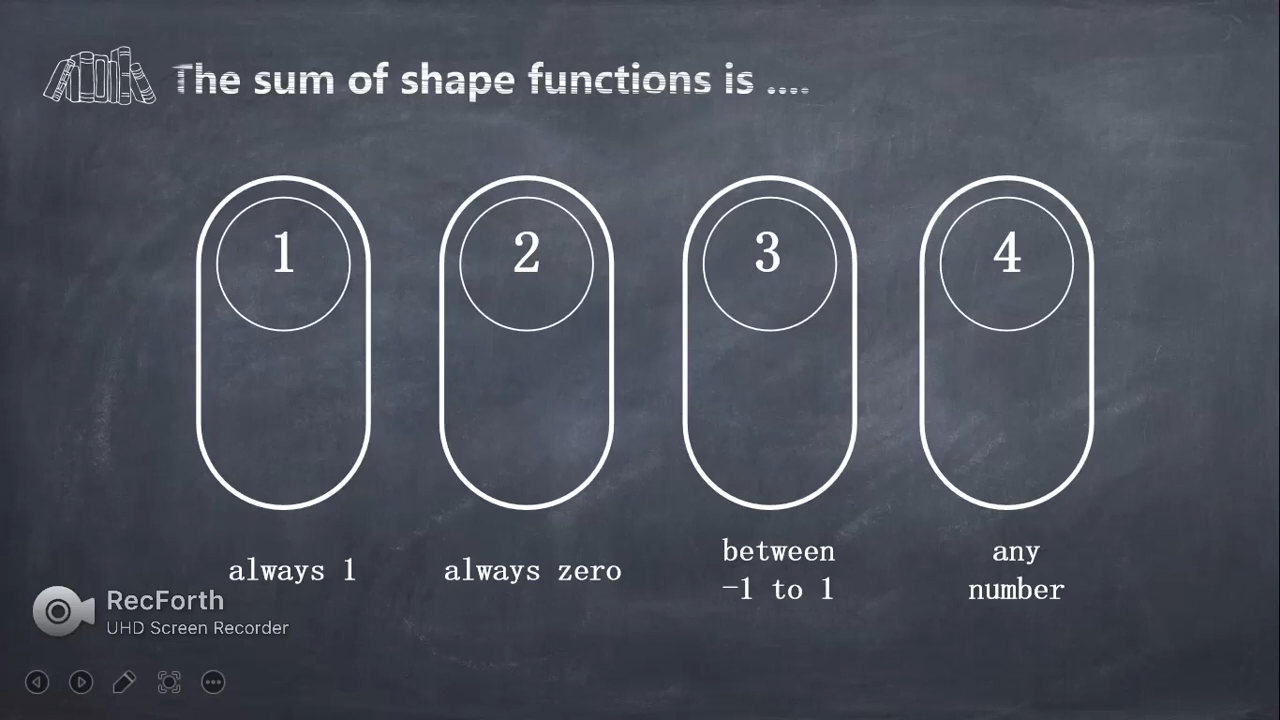 The sum of shape functions is ....
1
2
3
4
always 1
always zero
between
-1 to 1
any
number
RecForth
UHD Screen Recorder